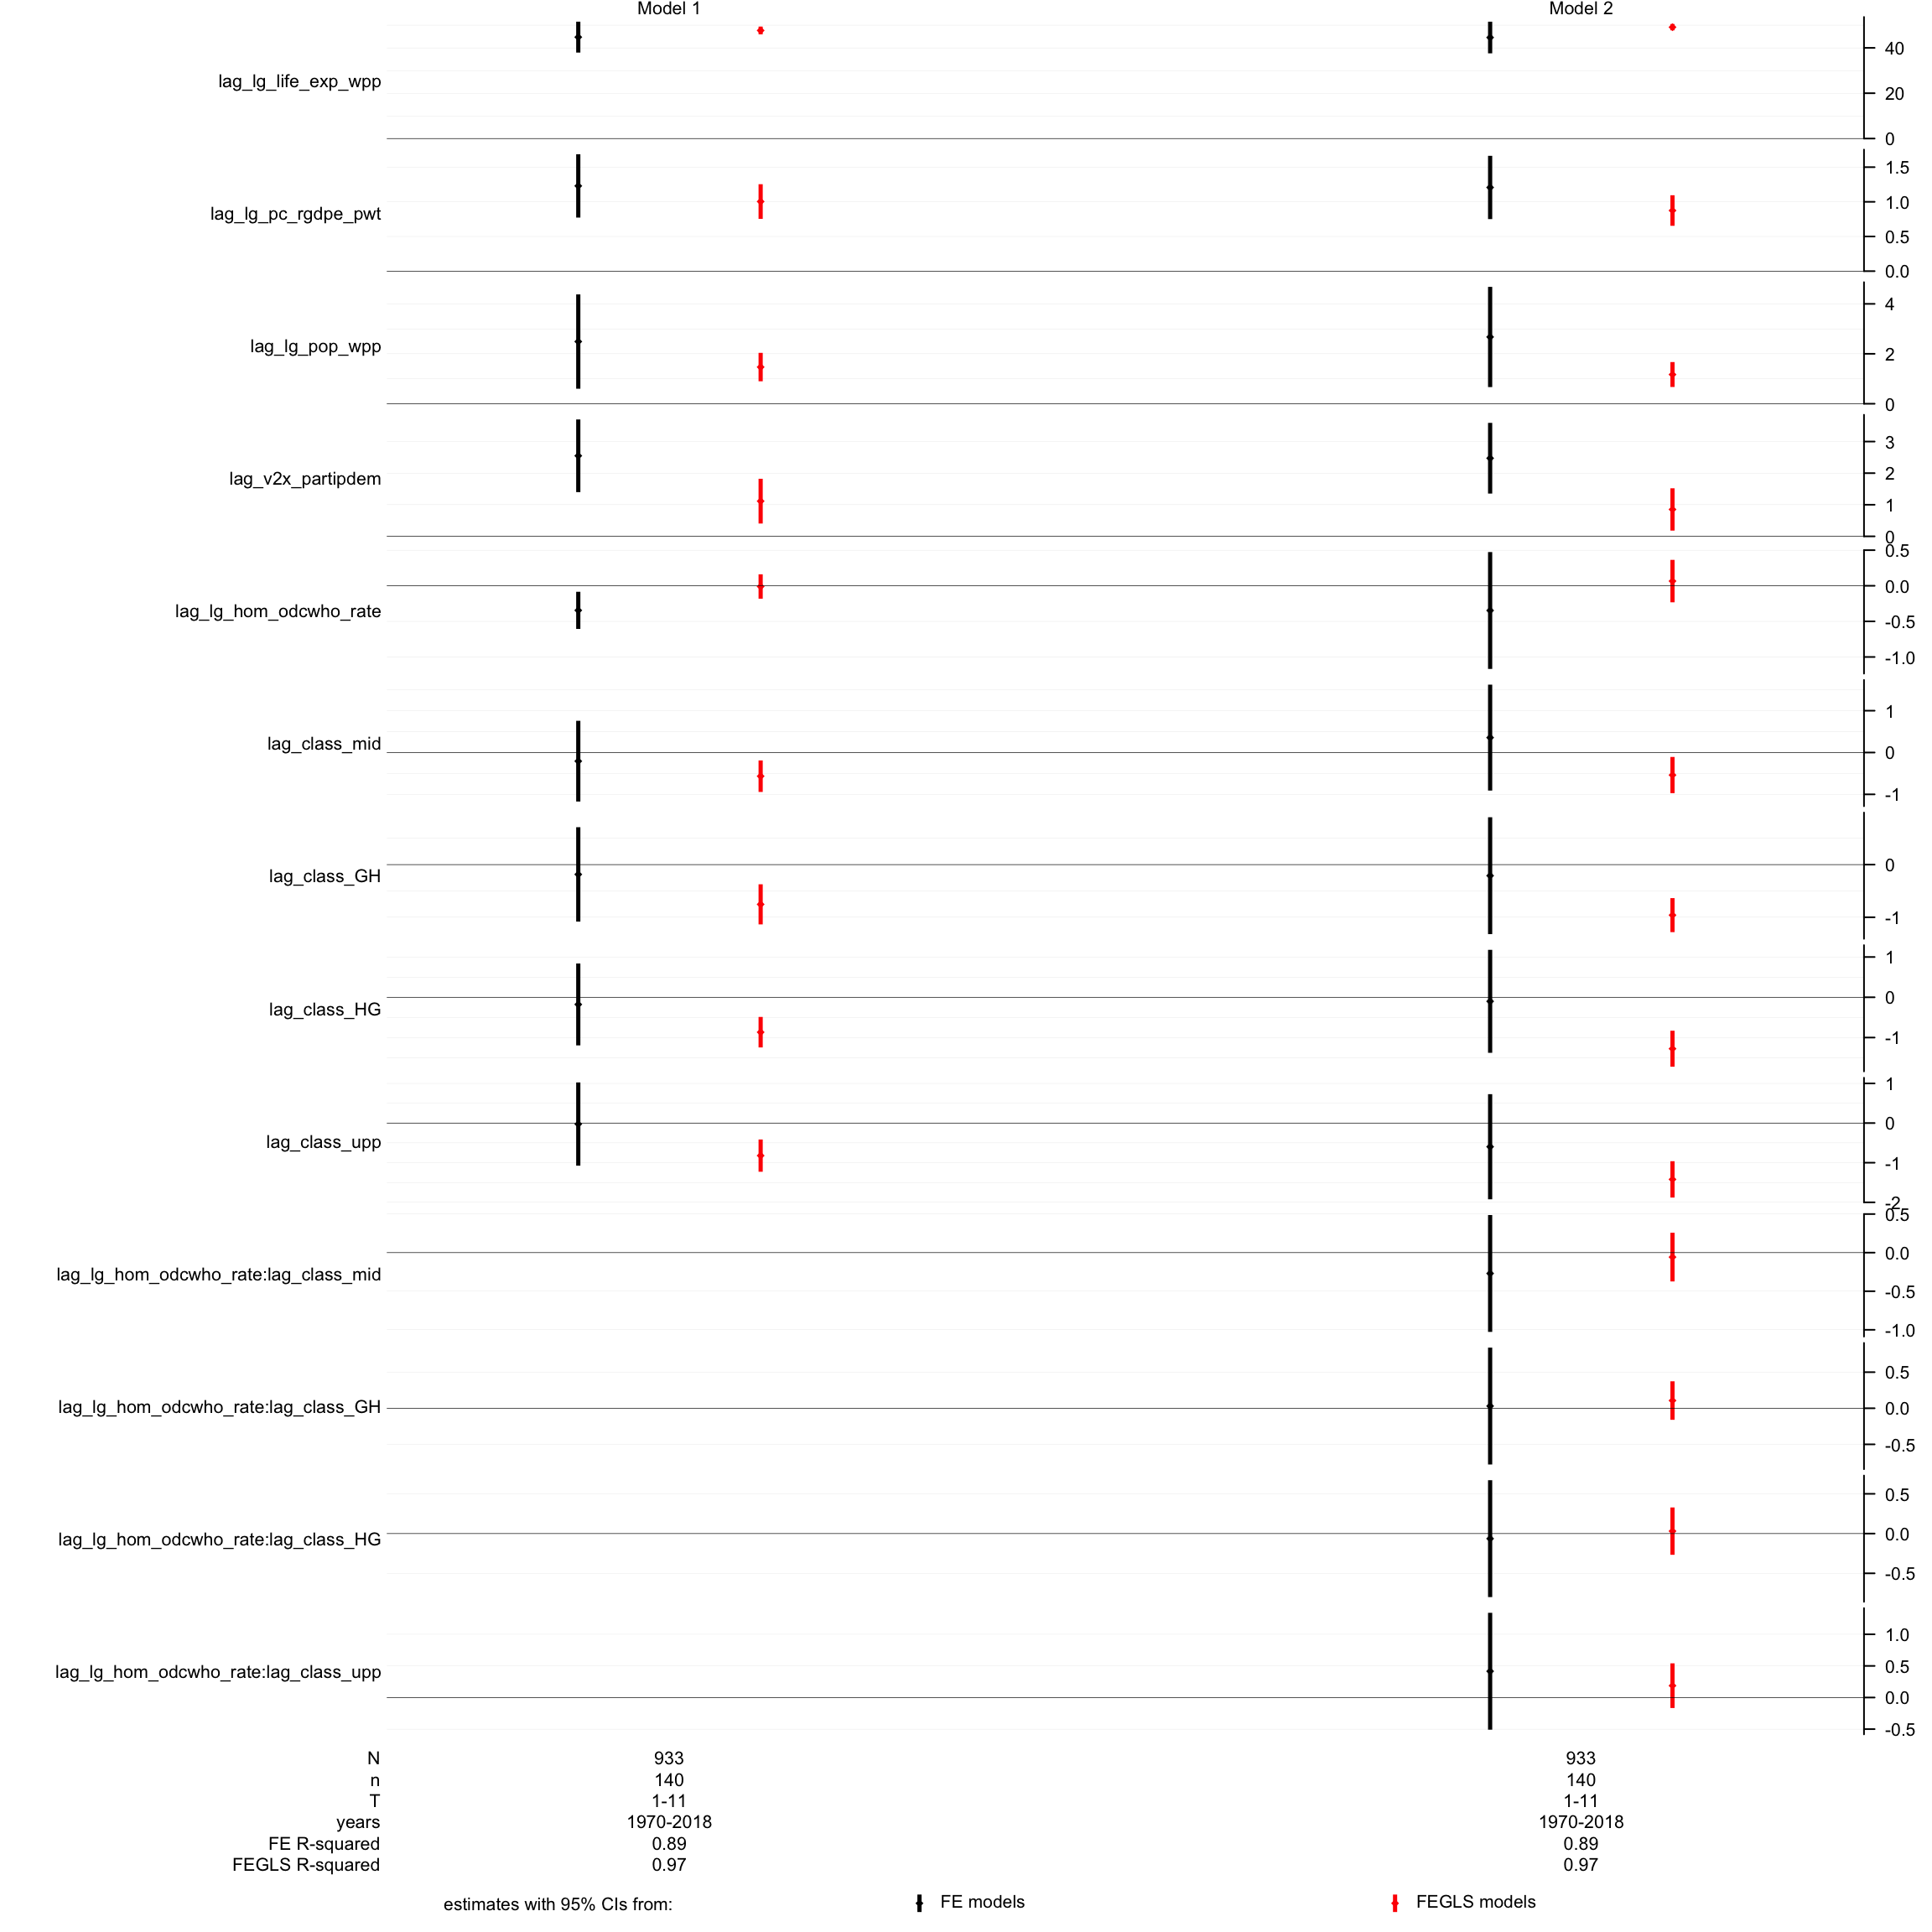 Model 1 Model 2
lag_lg_life_exp_wpp
40
20
0
lag_lg_pc_rgdpe_pwt
1.5
1.0
0.5
0.0
lag_lg_pop_wpp
4
2
0
lag_v2x_partipdem
3
2
1
0
lag_lg_hom_odcwho_rate
0.5
0.0
-0.5
-1.0
lag_class_mid
1
0
-1
lag_class_GH
0
-1
lag_class_HG
1
0
-1
lag_class_upp
1
0
-1
-2
lag_lg_hom_odcwho_rate:lag_class_mid
0.5
0.0
-0.5
-1.0
lag_lg_hom_odcwho_rate:lag_class_GH
0.5
0.0
-0.5
lag_lg_hom_odcwho_rate:lag_class_HG
0.5
0.0
-0.5
lag_lg_hom_odcwho_rate:lag_class_upp
1.0
0.5
0.0
-0.5
N 933 933
n 140 140
T 1-11 1-11
years 1970-2018 1970-2018
FE R-squared 0.89 0.89
FEGLS R-squared 0.97 0.97
estimates with 95% CIs from: FE models FEGLS models